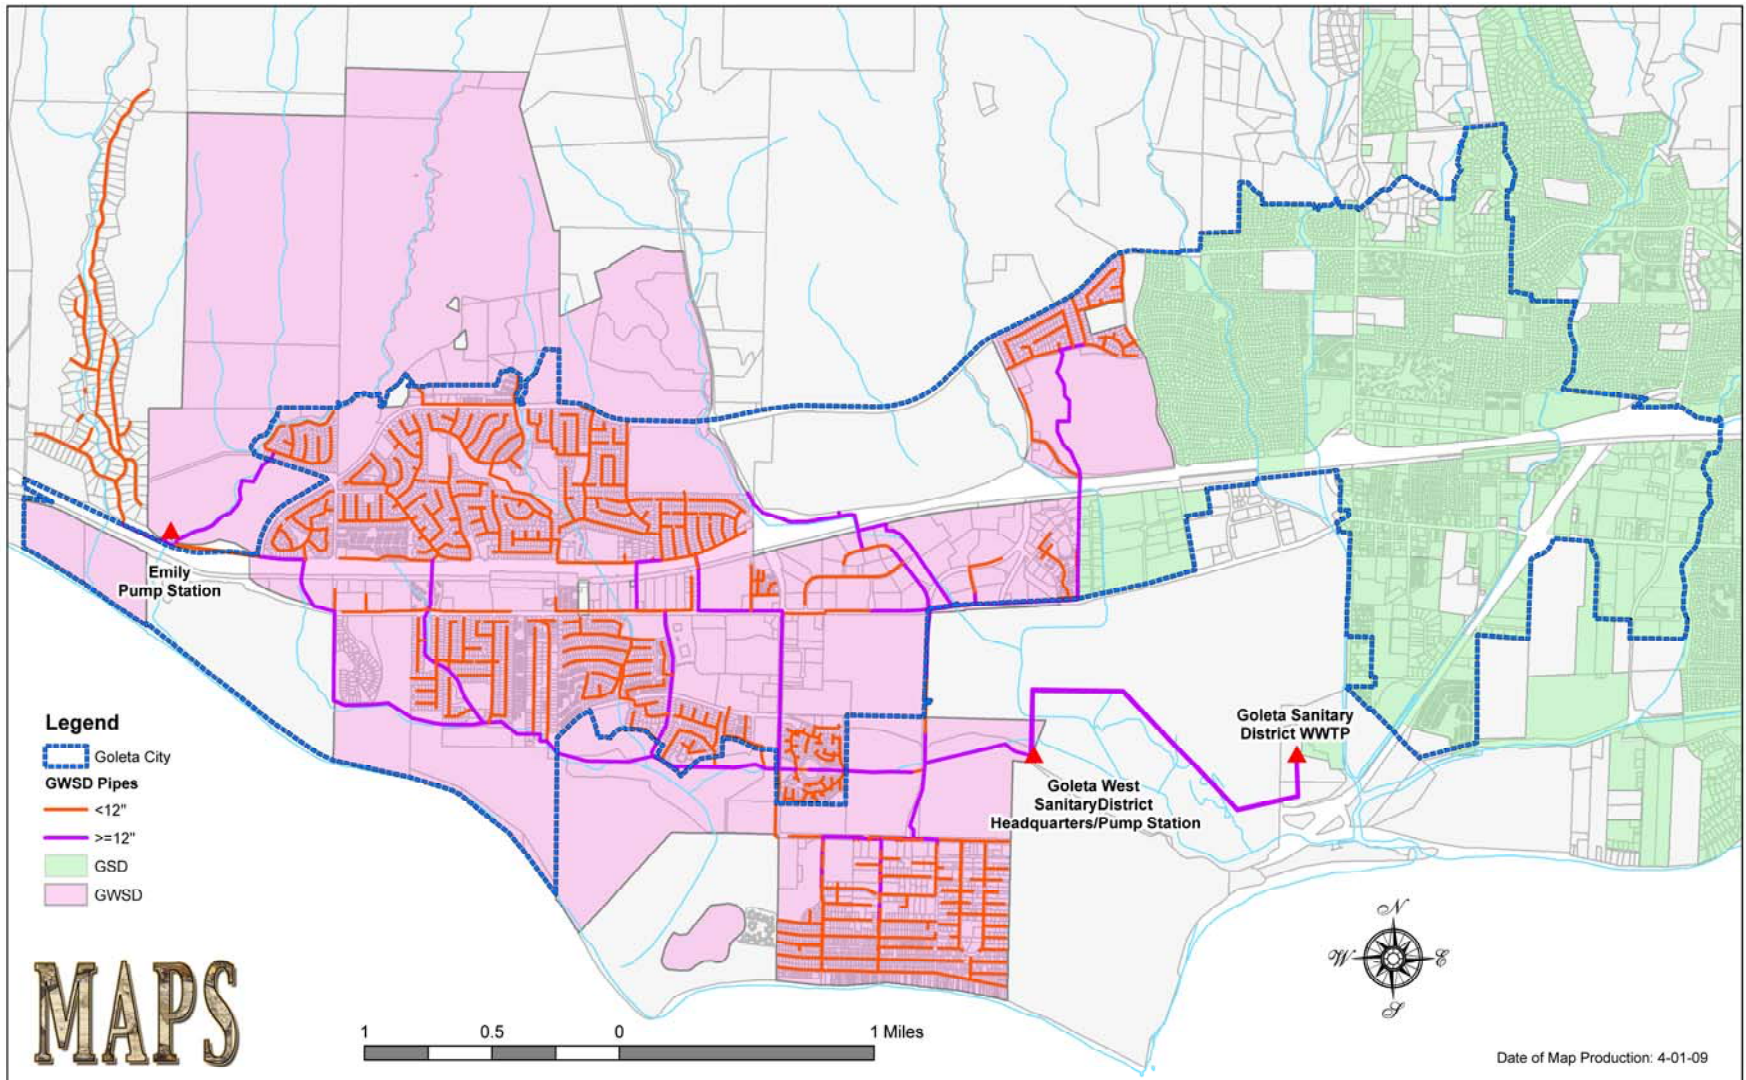 Emily
Pump Station
Goleta Sanitary
District WWTP
Goleta West
SanitaryDistrict
Headquarters/Pump Station
Legend
Goleta City
GWSD Pipes
<12"
>=12"
GSD
GWSD
MAPS
1 0.5 0 1 Miles
N
W E
S
Date of Map Production: 4-01-09